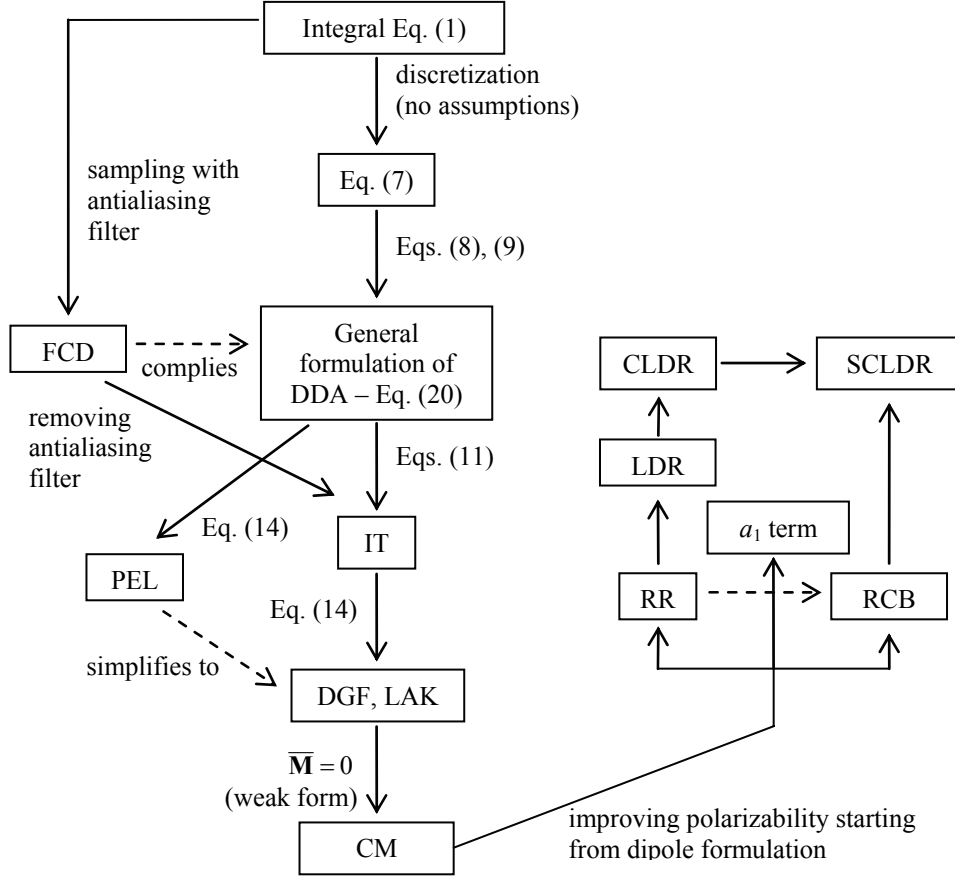 Integral Eq. (1)
discretization
(no assumptions)
sampling with
antialiasing
filter
Eq. (7)
Eqs. (8), (9)
FCD
complies
General
formulation of
DDA – Eq. (20)
removing
antialiasing
filter
Eqs. (11)
Eq. (14)
IT
PEL
Eq. (14)
simplifies to
DGF, LAK
M̅ = 0
(weak form)
CM
CLDR
SCLDR
LDR
a₁ term
RR
RCB
improving polarizability starting
from dipole formulation